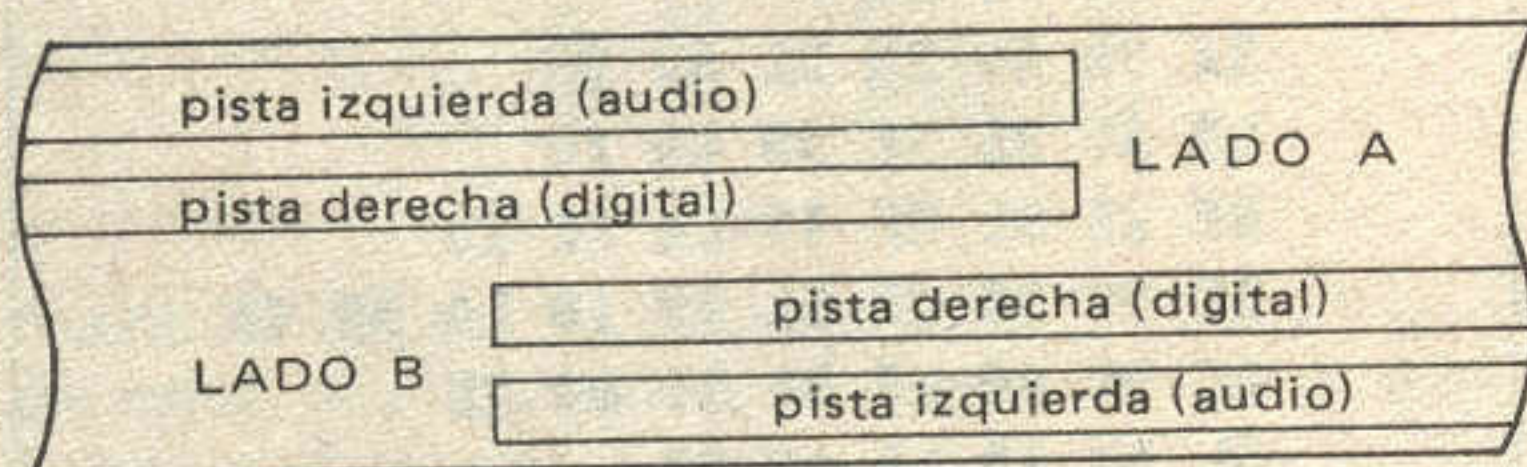 pista izquierda (audio)
LADO A
pista derecha (digital)
pista derecha (digital)
LADO B
pista izquierda (audio)